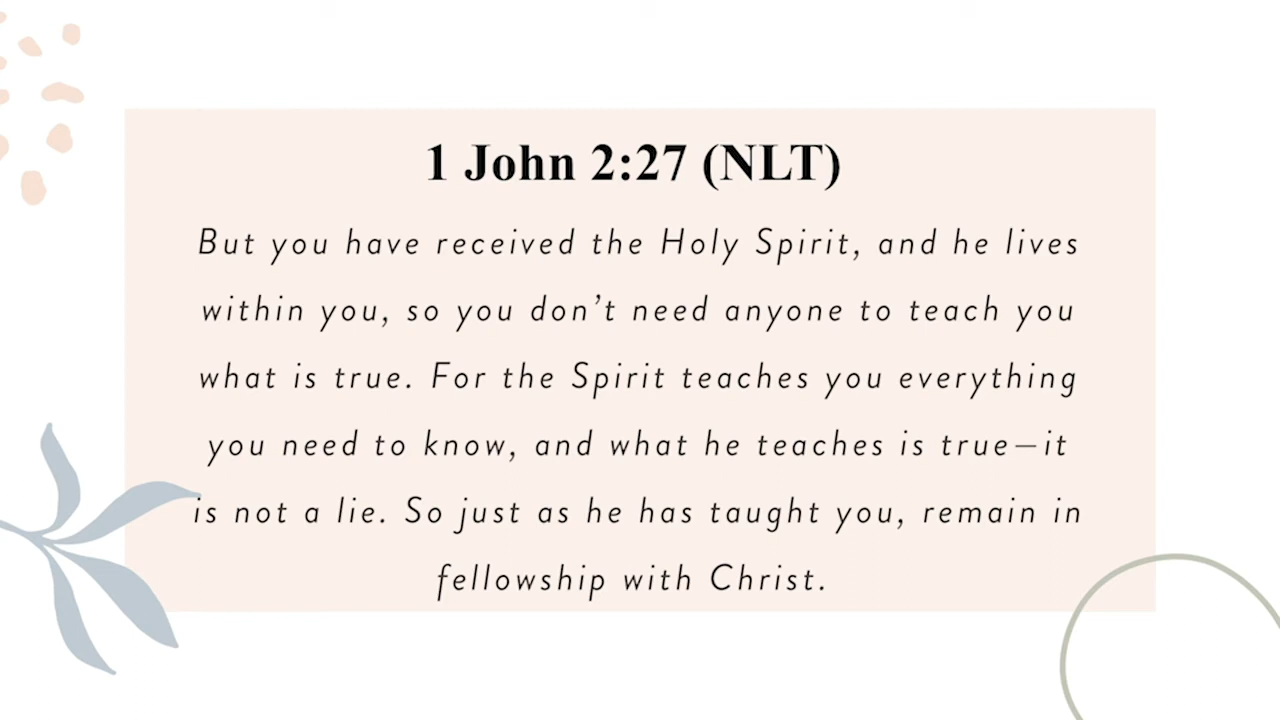 1 John 2:27 (NLT)
But you have received the Holy Spirit, and he lives
within you, so you don’t need anyone to teach you
what is true. For the Spirit teaches you everything
you need to know, and what he teaches is true—it
is not a lie. So just as he has taught you, remain in
fellowship with Christ.